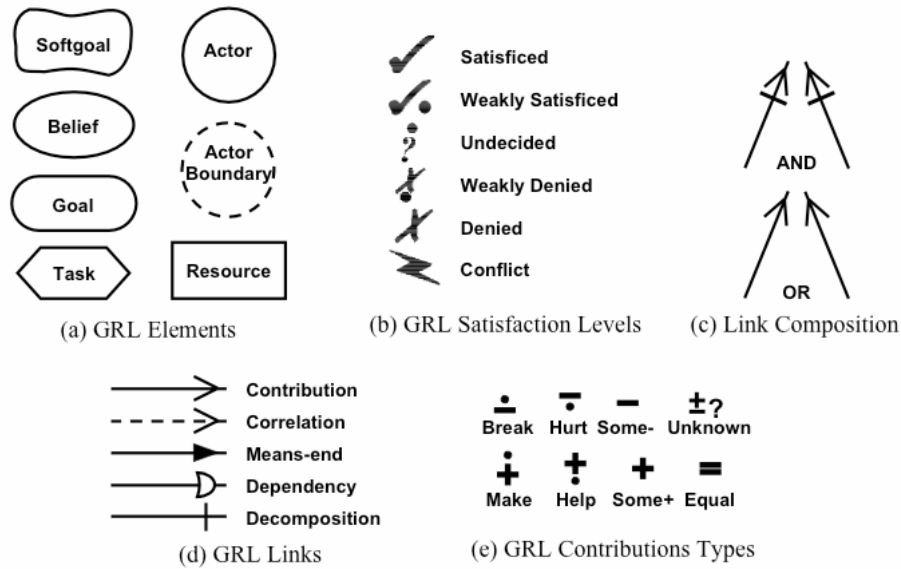 Softgoal
Actor
Belief
Actor
Boundary
Goal
Task
Resource
(a) GRL Elements
Satisficed
Weakly Satisficed
Undecided
Weakly Denied
Denied
Conflict
(b) GRL Satisfaction Levels
AND
OR
(c) Link Composition
Contribution
Correlation
Means-end
Dependency
Decomposition
(d) GRL Links
?
Break Hurt Some- Unknown
Make Help Some+ Equal
(e) GRL Contributions Types